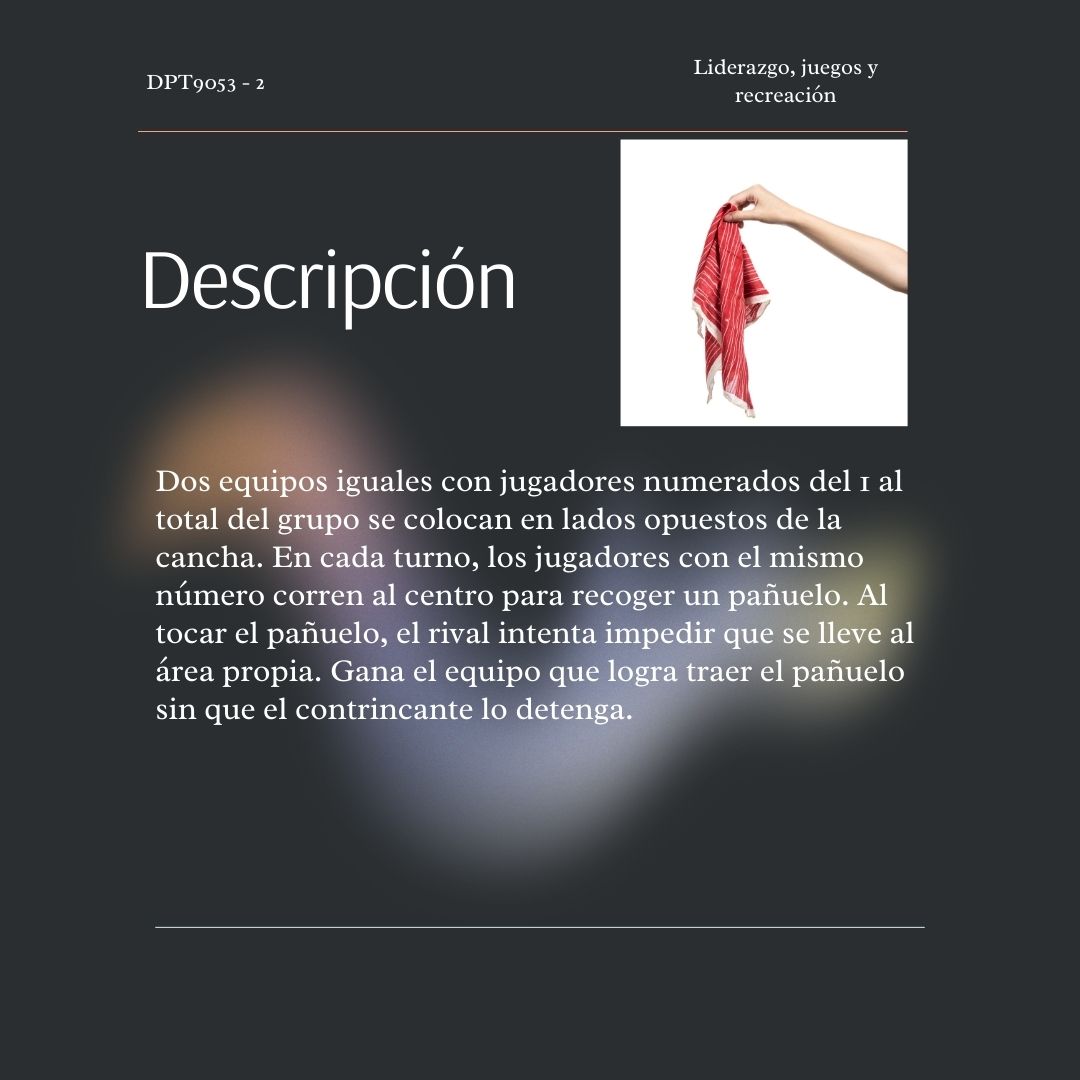 DPT9053 - 2
Liderazgo, juegos y
recreación
Descripción
Dos equipos iguales con jugadores numerados del 1 al
total del grupo se colocan en lados opuestos de la
cancha. En cada turno, los jugadores con el mismo
número corren al centro para recoger un pañuelo. Al
tocar el pañuelo, el rival intenta impedir que se lleve al
área propia. Gana el equipo que logra traer el pañuelo
sin que el contrincante lo detenga.